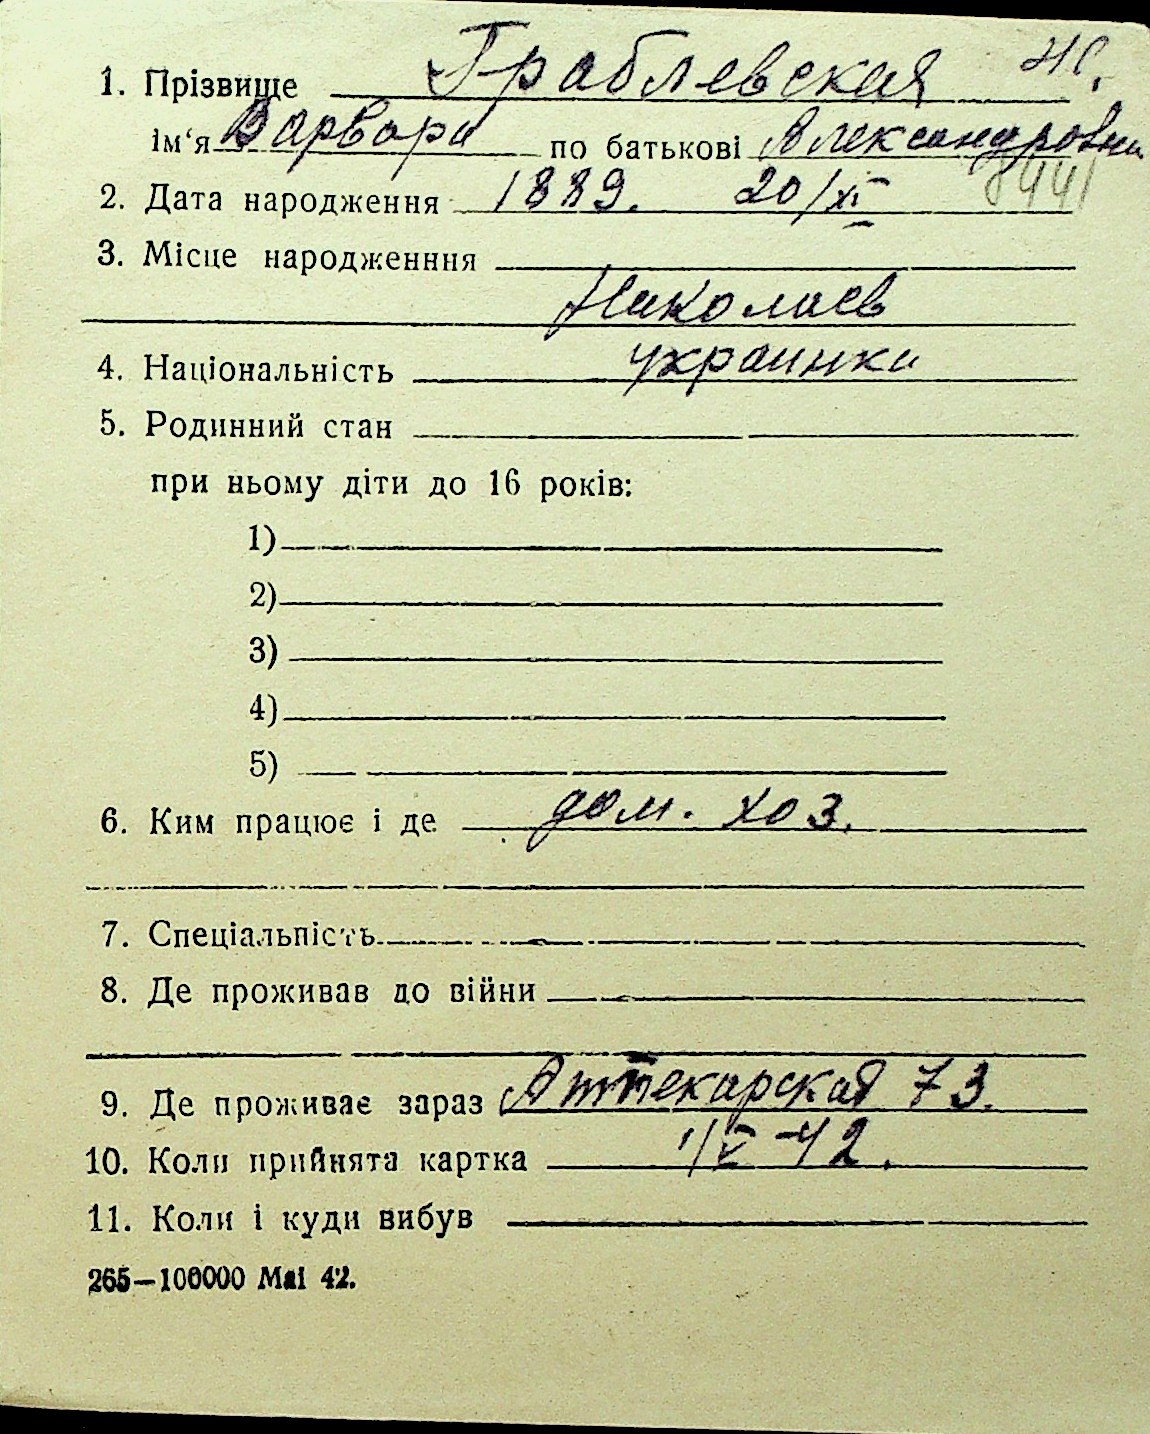 1. Прізвище Граблевская
ім‘я Варвара по батькові Александровна
2. Дата народження 1889. 20/XI
3. Місце народженння
Николаев
4. Національність украинка
5. Родинний стан
при ньому діти до 16 років:
1)
2)
3)
4)
5)
6. Ким працює і де дом. хоз.
7. Спеціальність
8. Де проживав до війни
9. Де проживає зараз Аптекарская 73.
10. Коли прийнята картка 1/V-42.
11. Коли і куди вибув
265—100000 Mai 42.